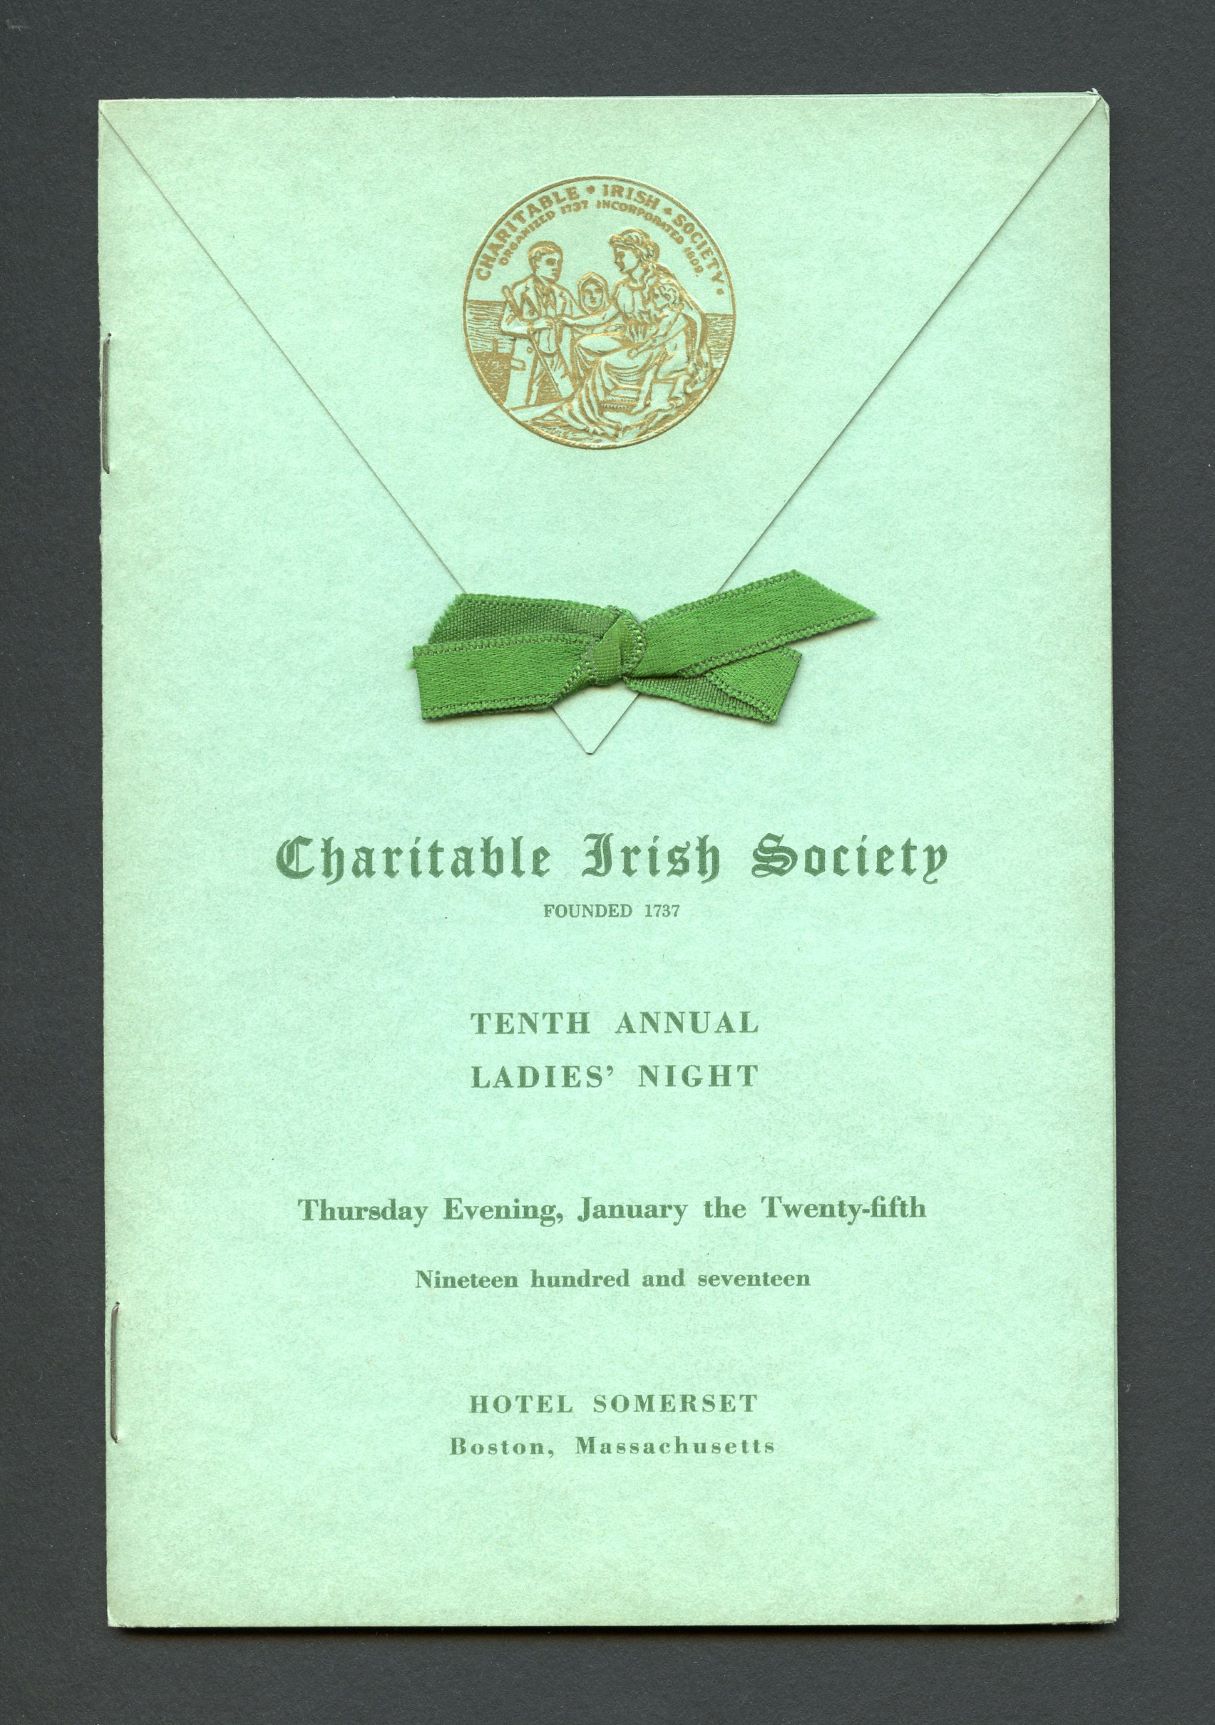 CHARITABLE • IRISH • SOCIETY •
ORGANIZED 1737 INCORPORATED 1809.
Charitable Irish Society
FOUNDED 1737
TENTH ANNUAL
LADIES’ NIGHT
Thursday Evening, January the Twenty-fifth
Nineteen hundred and seventeen
HOTEL SOMERSET
Boston, Massachusetts